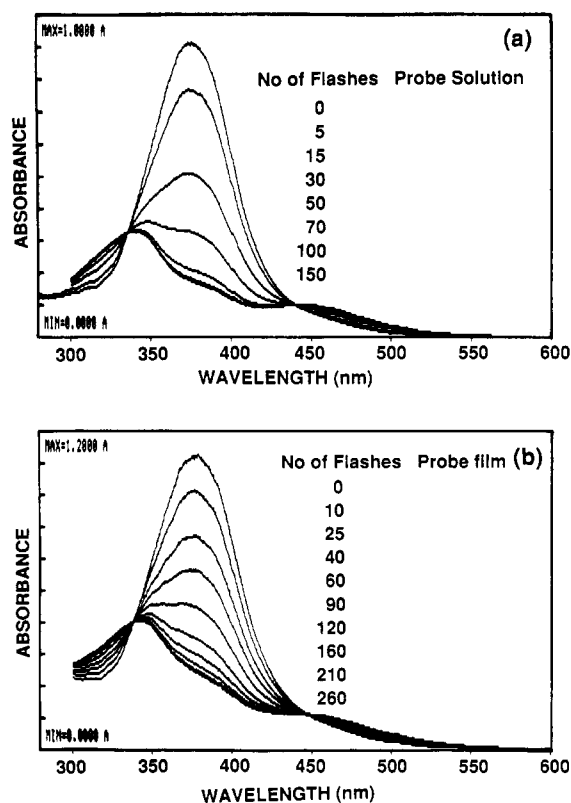 MAX=1.0000 A
(a)
No of Flashes Probe Solution
0
5
15
30
50
70
100
150
ABSORBANCE
MIN=0.0000 A
300 350 400 450 500 550 600
WAVELENGTH (nm)
MAX=1.2000 A
No of Flashes Probe film (b)
0
10
25
40
60
90
120
160
210
260
ABSORBANCE
MIN=0.0000 A
300 350 400 450 500 550 600
WAVELENGTH (nm)